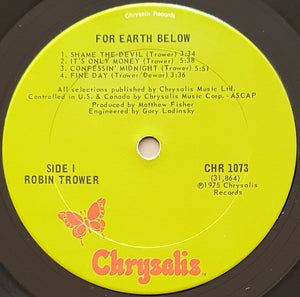 Chrysalis Records
FOR EARTH BELOW
1. SHAME THE DEVIL (Trower) 3:34
2. IT'S ONLY MONEY (Trower) 5:35
3. CONFESSIN' MIDNIGHT (Trower) 5:51
4. FINE DAY (Trower/Dewar) 3:36
All selections published by Chrysalis Music Ltd.
Controlled in U.S. & Canada by Chrysalis Music Corp. - ASCAP
Produced by Matthew Fisher
Engineered by Gary Ladinsky
SIDE I
CHR 1073
ROBIN TROWER
(31,864)
℗1975 Chrysalis
Records
Chrysalis